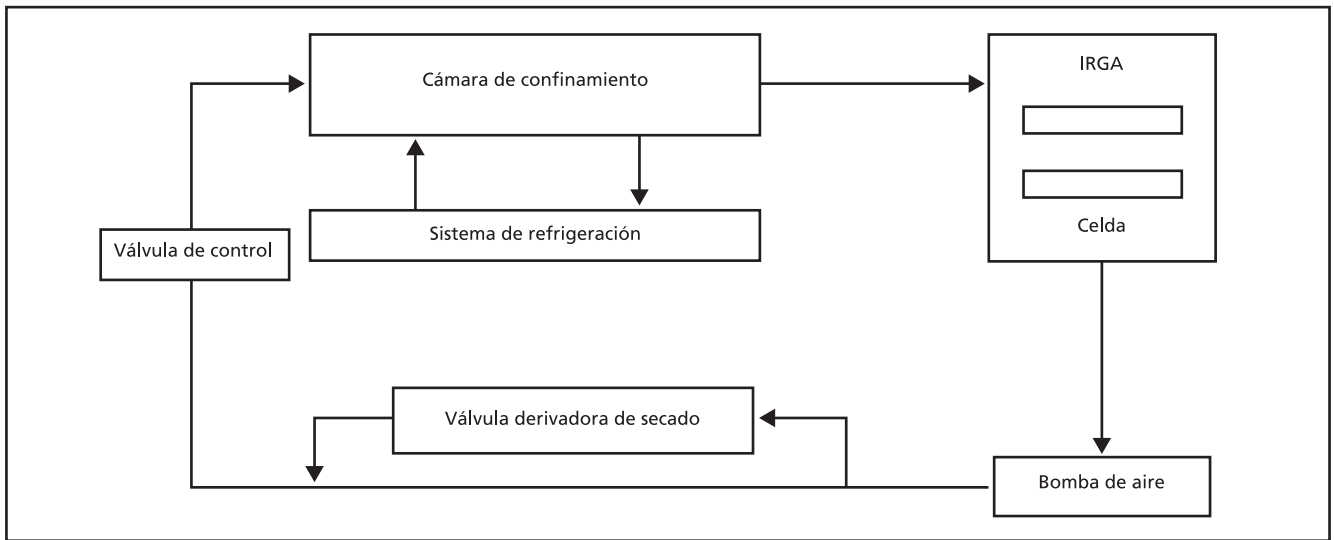 Cámara de confinamiento
IRGA
Celda
Sistema de refrigeración
Válvula de control
Válvula derivadora de secado
Bomba de aire